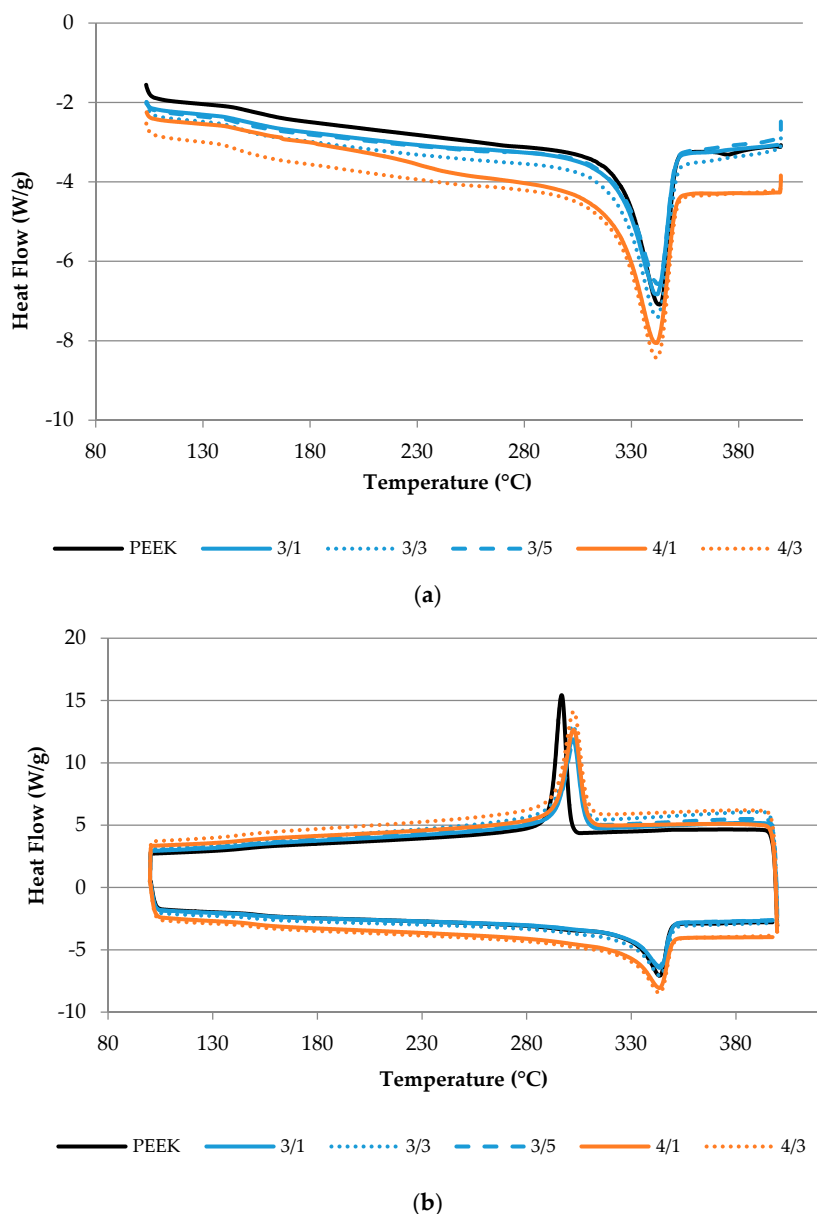 0
-2
-4
-6
-8
-10
Heat Flow (W/g)
80 130 180 230 280 330 380
Temperature (°C)
PEEK 3/1 3/3 3/5 4/1 4/3
(a)
20
15
10
5
0
-5
-10
Heat Flow (W/g)
80 130 180 230 280 330 380
Temperature (°C)
PEEK 3/1 3/3 3/5 4/1 4/3
(b)